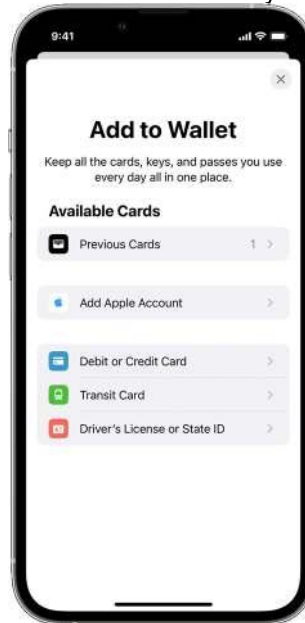 9:41
Add to Wallet
Keep all the cards, keys, and passes you use
every day all in one place.
Available Cards
Previous Cards 1
Add Apple Account
Debit or Credit Card
Transit Card
Driver's License or State ID